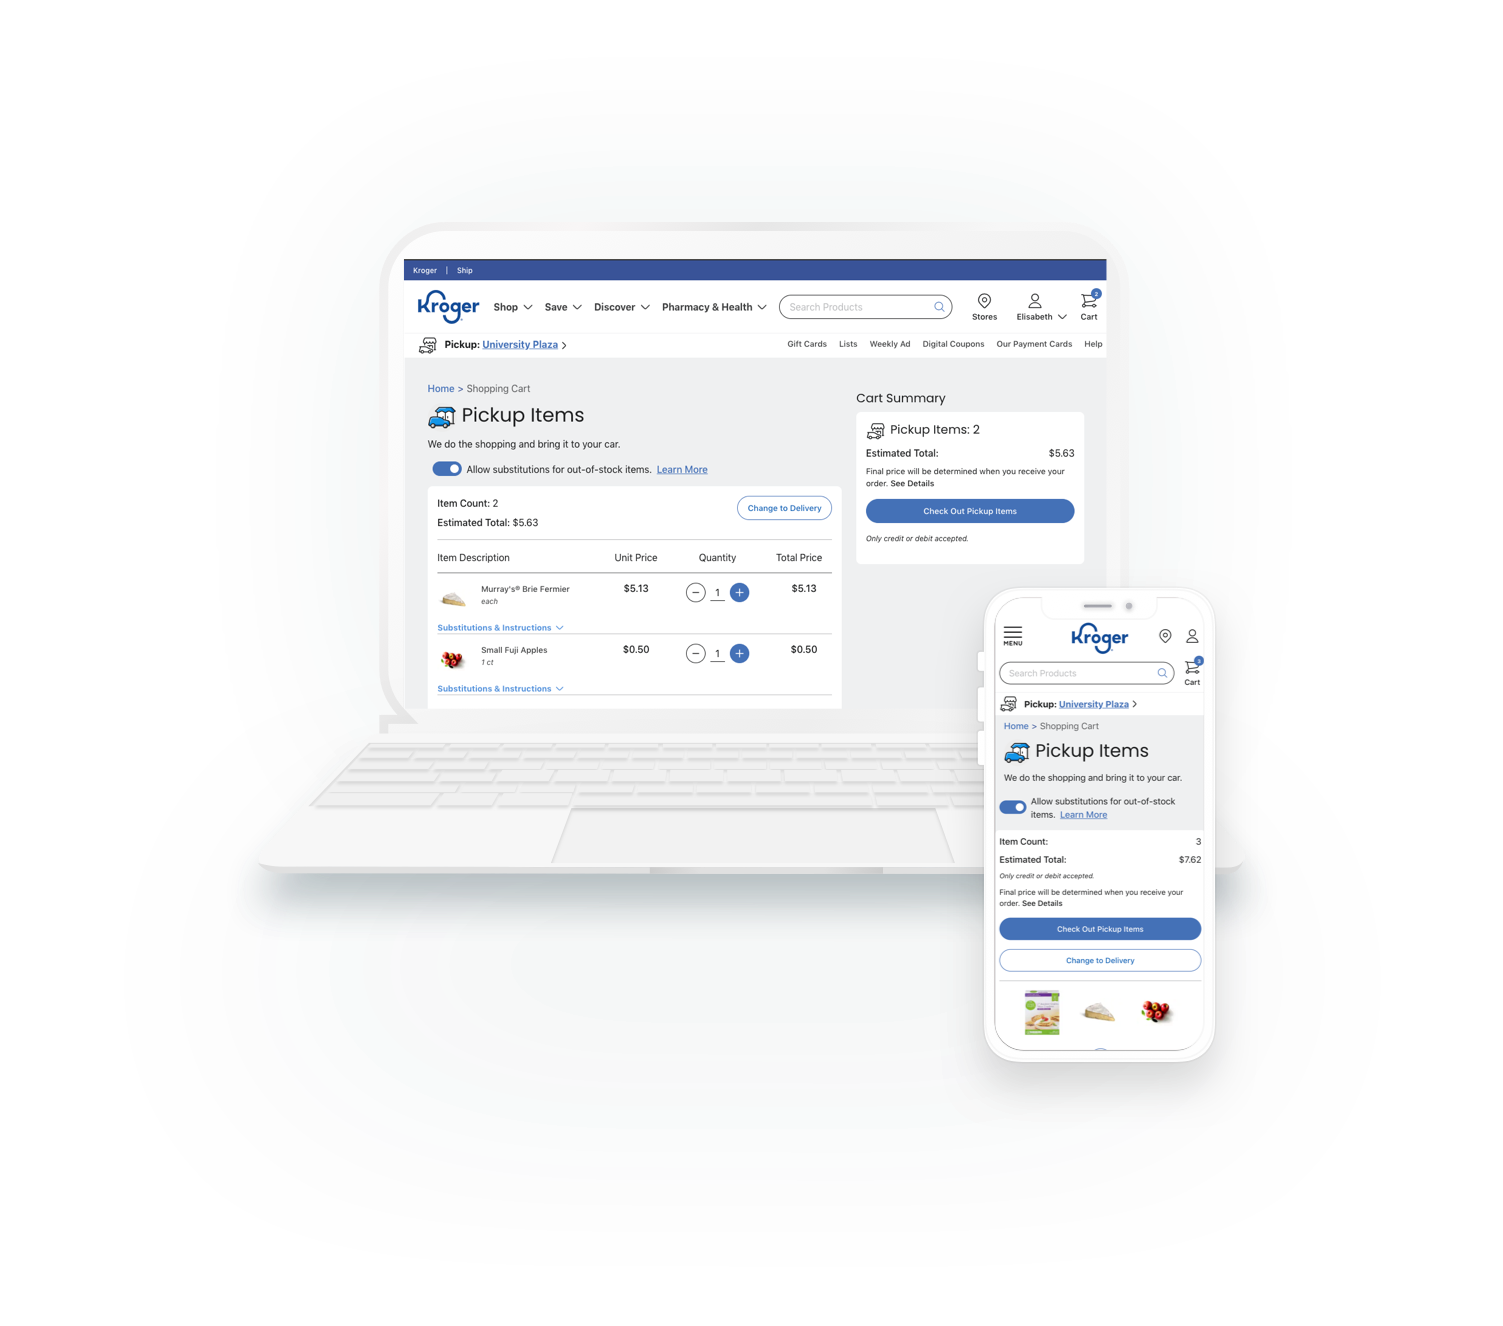 Kroger | Ship
Kroger Shop Save Discover Pharmacy & Health Search Products Stores Elisabeth 2 Cart
Pickup: University Plaza Gift Cards Lists Weekly Ad Digital Coupons Our Payment Cards Help
Home > Shopping Cart
Pickup Items
We do the shopping and bring it to your car.
Allow substitutions for out-of-stock items. Learn More
Item Count: 2
Estimated Total: $5.63
Change to Delivery
Item Description Unit Price Quantity Total Price
Murray's® Brie Fermier $5.13 1 $5.13
each
Substitutions & Instructions
Small Fuji Apples $0.50 1 $0.50
1 ct
Substitutions & Instructions
Cart Summary
Pickup Items: 2
Estimated Total: $5.63
Final price will be determined when you receive your
order. See Details
Check Out Pickup Items
Only credit or debit accepted.
MENU
Kroger
Search Products
3
Cart
Pickup: University Plaza
Home > Shopping Cart
Pickup Items
We do the shopping and bring it to your car.
Allow substitutions for out-of-stock
items. Learn More
Item Count: 3
Estimated Total: $7.62
Only credit or debit accepted.
Final price will be determined when you receive your
order. See Details
Check Out Pickup Items
Change to Delivery